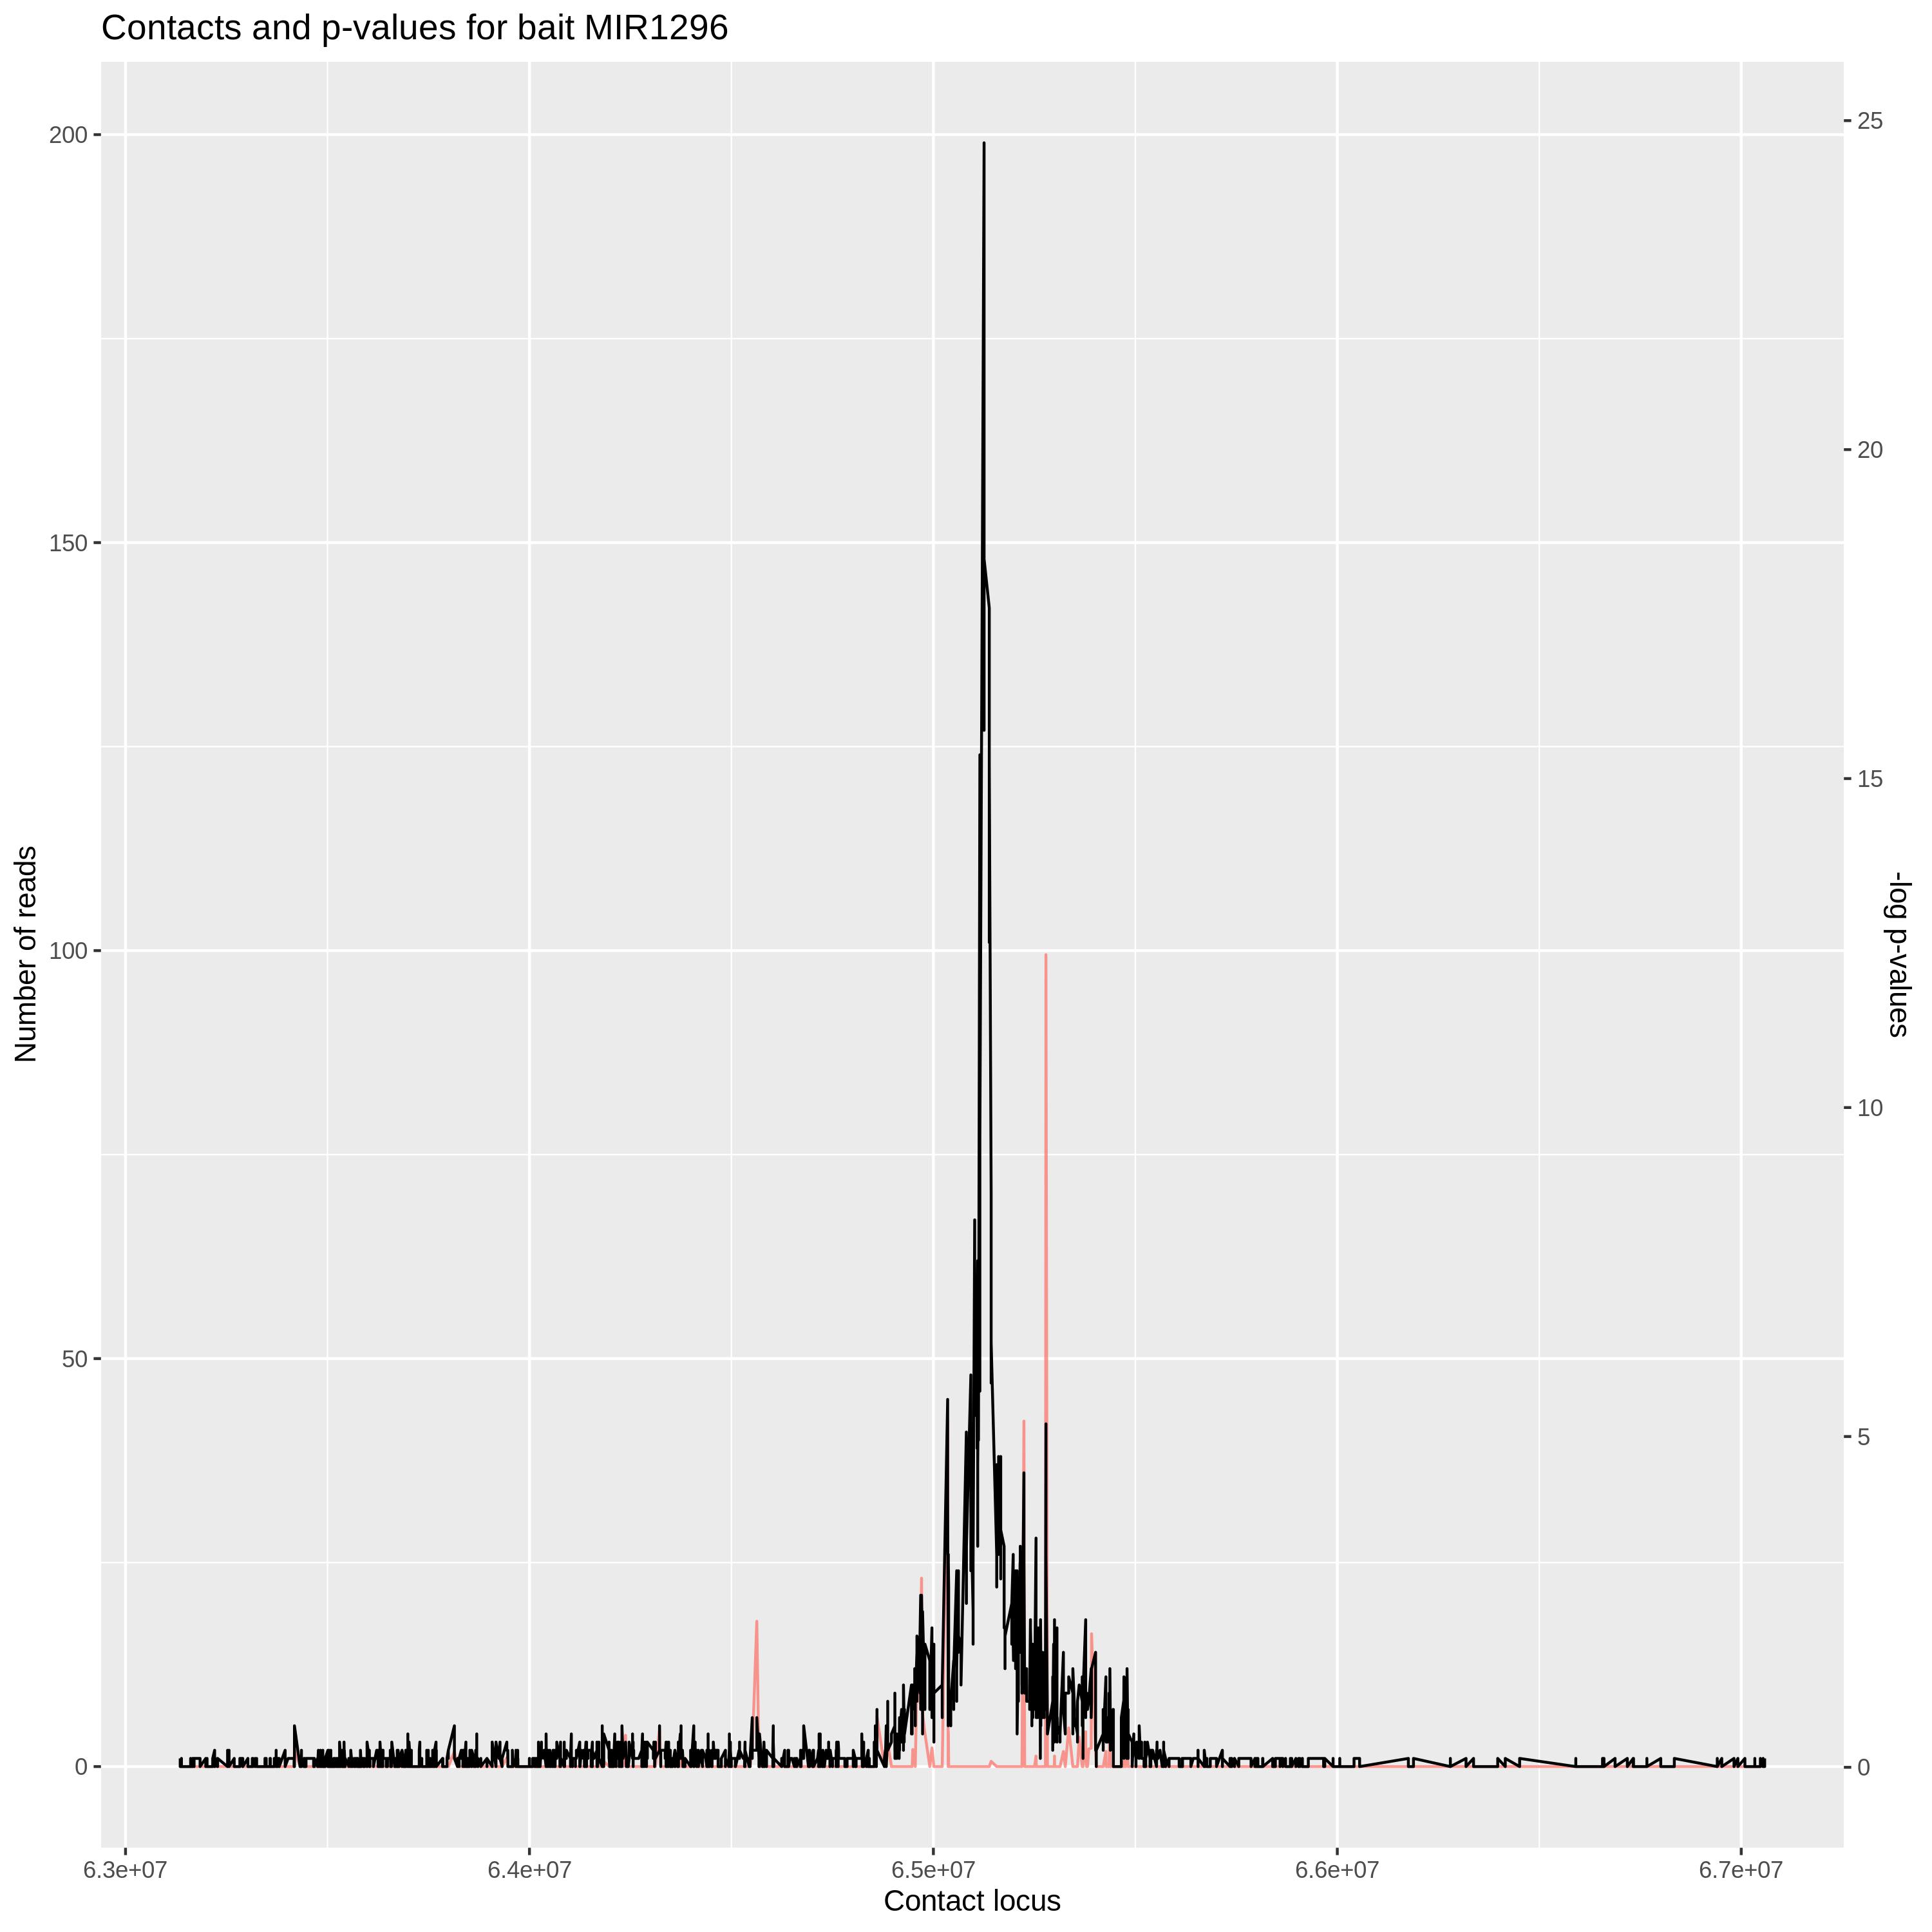 Contacts and p-values for bait MIR1296
200
150
100
50
0
Number of reads
25
20
15
10
5
0
-log p-values
6.3e+07 6.4e+07 6.5e+07 6.6e+07 6.7e+07
Contact locus